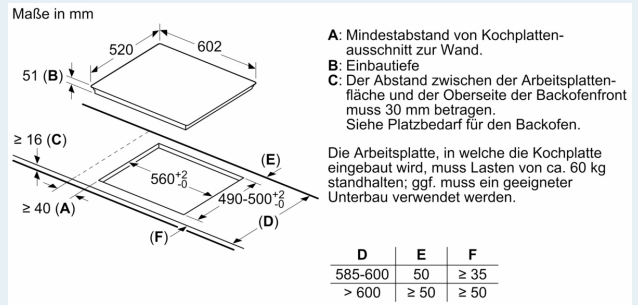 Maße in mm
520
602
51 (B)
≥ 16 (C)
(E)
560+2-0
490-500+2-0
≥ 40 (A)
(D)
(F)
A: Mindestabstand von Kochplatten-
ausschnitt zur Wand.
B: Einbautiefe
C: Der Abstand zwischen der Arbeitsplatten-
fläche und der Oberseite der Backofenfront
muss 30 mm betragen.
Siehe Platzbedarf für den Backofen.
Die Arbeitsplatte, in welche die Kochplatte
eingebaut wird, muss Lasten von ca. 60 kg
standhalten; ggf. muss ein geeigneter
Unterbau verwendet werden.
D E F
585-600 50 ≥ 35
> 600 ≥ 50 ≥ 50